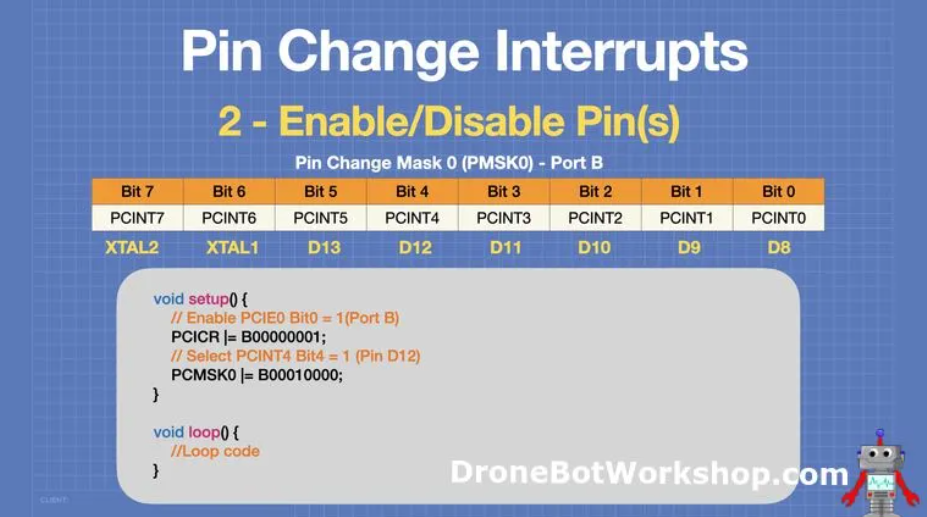 Pin Change Interrupts
2 - Enable/Disable Pin(s)
Pin Change Mask 0 (PMSK0) - Port B
Bit 7 Bit 6 Bit 5 Bit 4 Bit 3 Bit 2 Bit 1 Bit 0
PCINT7 PCINT6 PCINT5 PCINT4 PCINT3 PCINT2 PCINT1 PCINT0
XTAL2 XTAL1 D13 D12 D11 D10 D9 D8
void setup() {
// Enable PCIE0 Bit0 = 1(Port B)
PCICR |= B00000001;
// Select PCINT4 Bit4 = 1 (Pin D12)
PCMSK0 |= B00010000;
}
void loop() {
//Loop code
}
DroneBotWorkshop.com